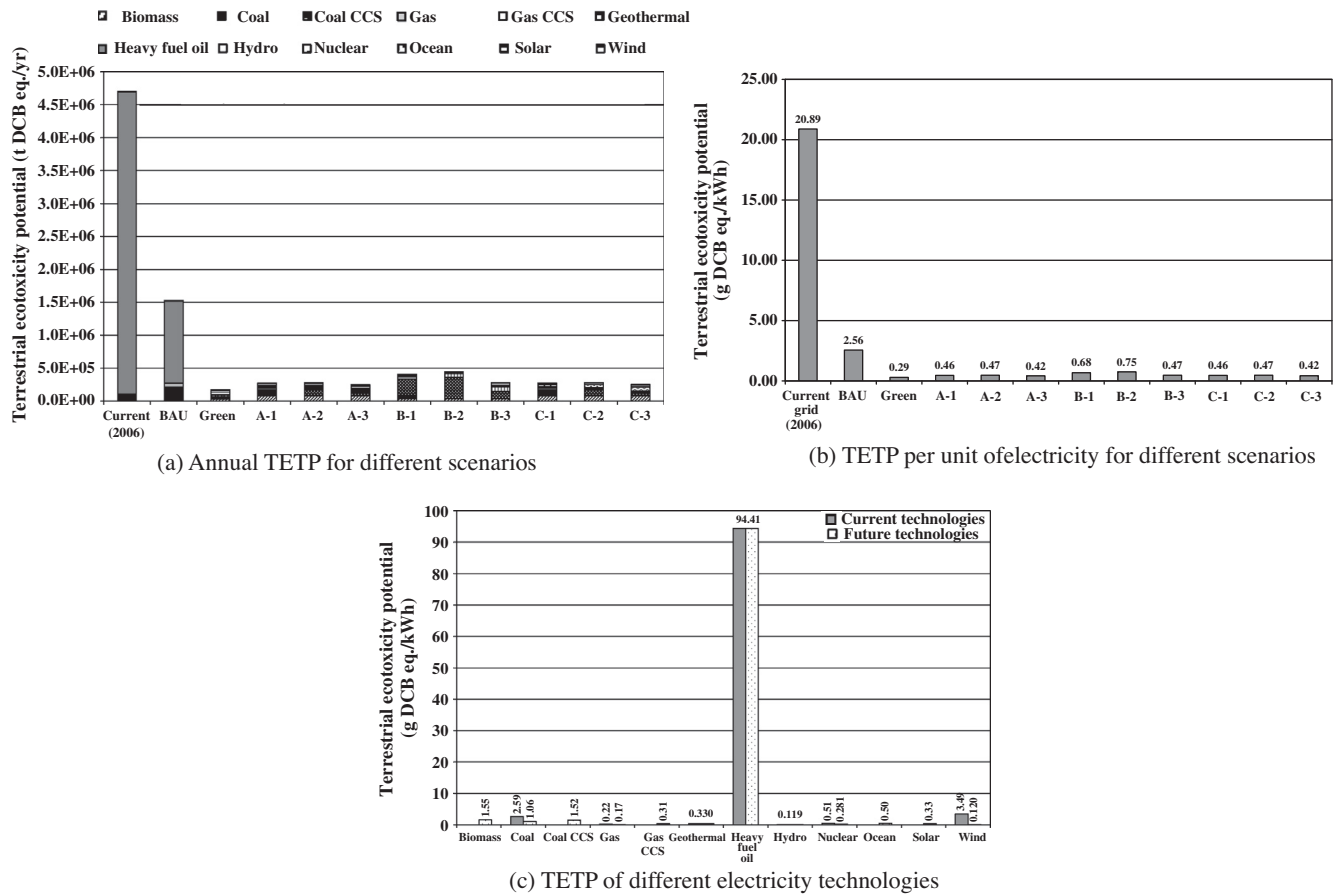 Biomass Coal Coal CCS Gas Gas CCS Geothermal
Heavy fuel oil Hydro Nuclear Ocean Solar Wind
Terrestrial ecotoxicity potential (t DCB eq./yr)
5.0E+06
4.5E+06
4.0E+06
3.5E+06
3.0E+06
2.5E+06
2.0E+06
1.5E+06
1.0E+06
5.0E+05
0.0E+00
Current (2006) BAU Green A-1 A-2 A-3 B-1 B-2 B-3 C-1 C-2 C-3
(a) Annual TETP for different scenarios
Terrestrial ecotoxicity potential
(g DCB eq./kWh)
25.00
20.00
15.00
10.00
5.00
0.00
20.89 2.56 0.29 0.46 0.47 0.42 0.68 0.75 0.47 0.46 0.47 0.42
Current grid (2006) BAU Green A-1 A-2 A-3 B-1 B-2 B-3 C-1 C-2 C-3
(b) TETP per unit ofelectricity for different scenarios
Terrestrial ecotoxicity potential
(g DCB eq./kWh)
100
90
80
70
60
50
40
30
20
10
0
Current technologies
Future technologies
1.55 2.59 1.06 1.52 0.22 0.17 0.31 0.330 94.41 0.119 0.51 0.281 0.50 0.33 3.49 0.120
Biomass Coal Coal CCS Gas Gas CCS Geothermal Heavy fuel oil Hydro Nuclear Ocean Solar Wind
(c) TETP of different electricity technologies